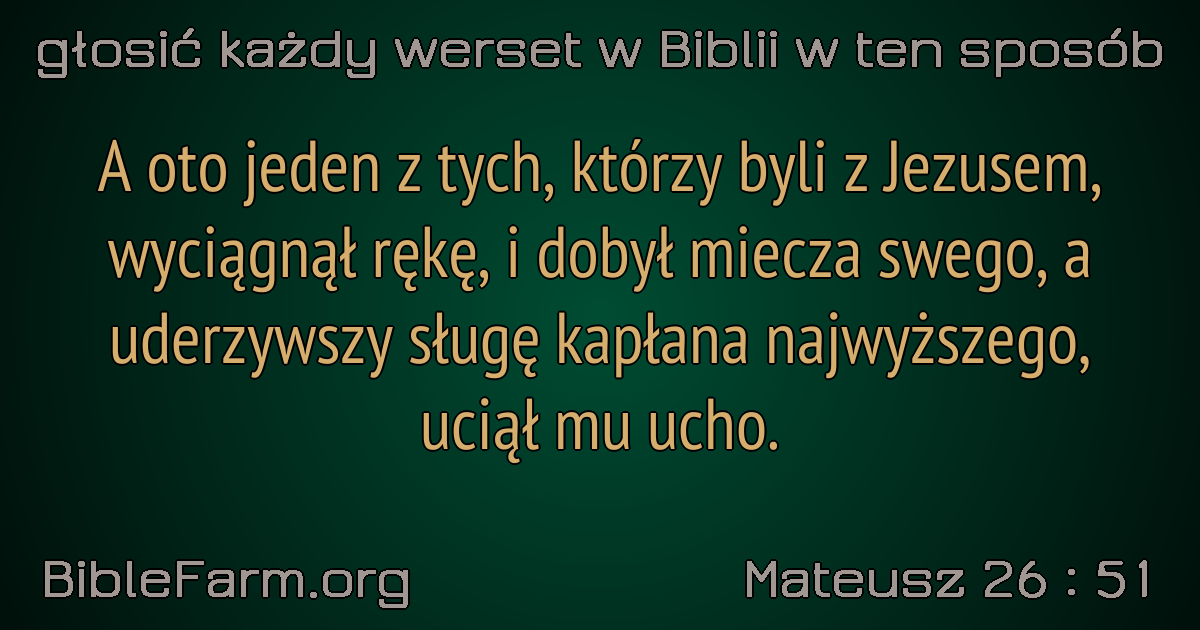 głosić każdy werset w Biblii w ten sposób
A oto jeden z tych, którzy byli z Jezusem,
wyciągnął rękę, i dobył miecza swego, a
uderzywszy sługę kapłana najwyższego,
uciął mu ucho.
BibleFarm.org
Mateusz 26 : 51